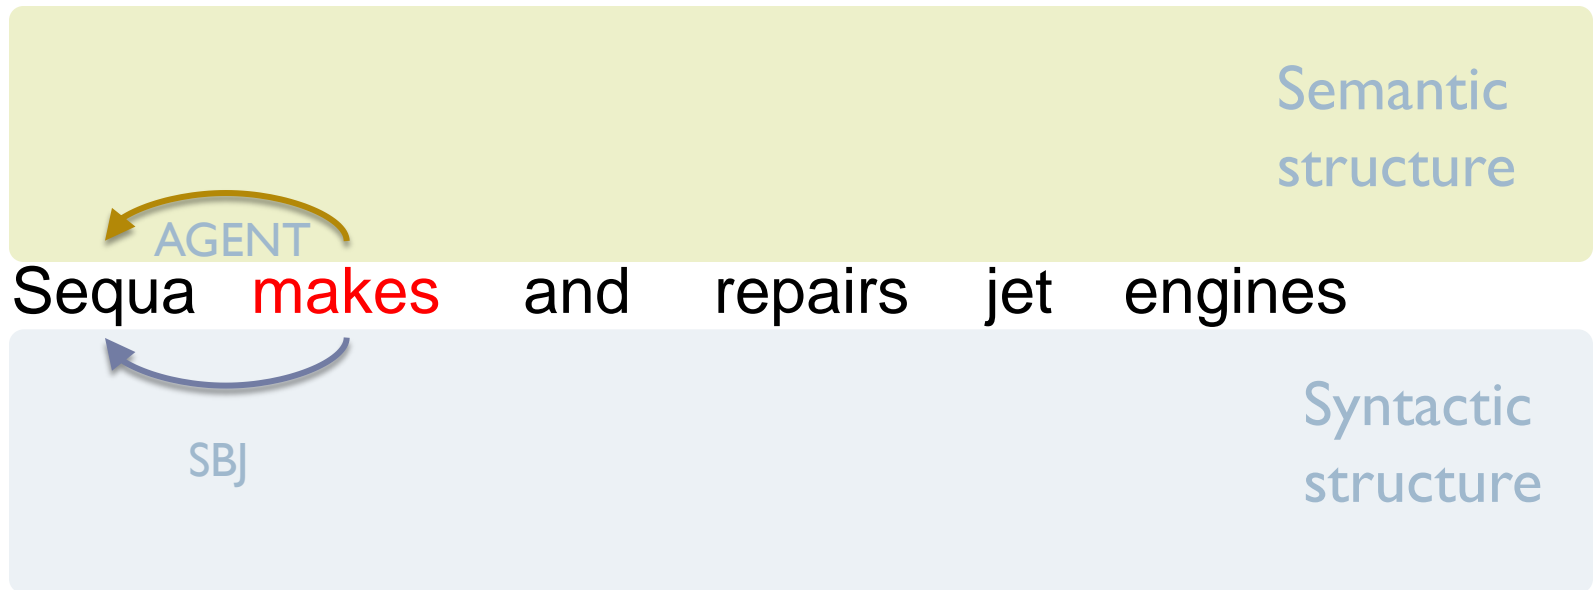 Semantic
structure
AGENT
Sequa makes and repairs jet engines
SBJ
Syntactic
structure